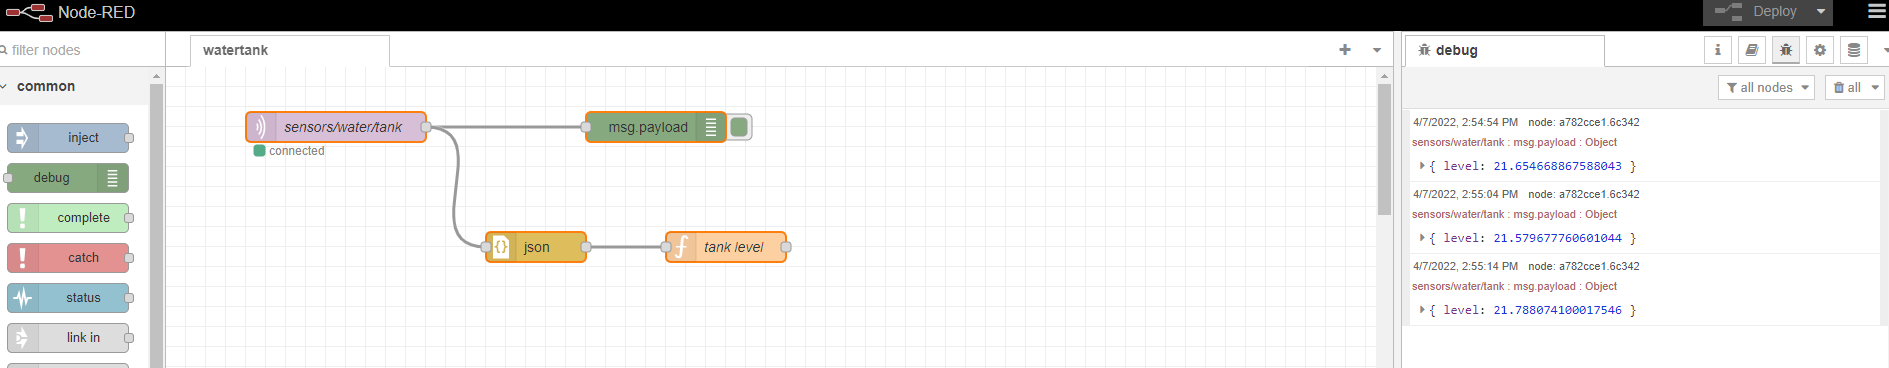 Node-RED
Deploy
filter nodes
common
inject
debug
complete
catch
status
link in
watertank
sensors/water/tank
connected
msg.payload
json
tank level
debug
all nodes
all
4/7/2022, 2:54:54 PM node: a782cce1.6c342
sensors/water/tank : msg.payload : Object
{ level: 21.654668867588043 }
4/7/2022, 2:55:04 PM node: a782cce1.6c342
sensors/water/tank : msg.payload : Object
{ level: 21.579677760601044 }
4/7/2022, 2:55:14 PM node: a782cce1.6c342
sensors/water/tank : msg.payload : Object
{ level: 21.788074100017546 }